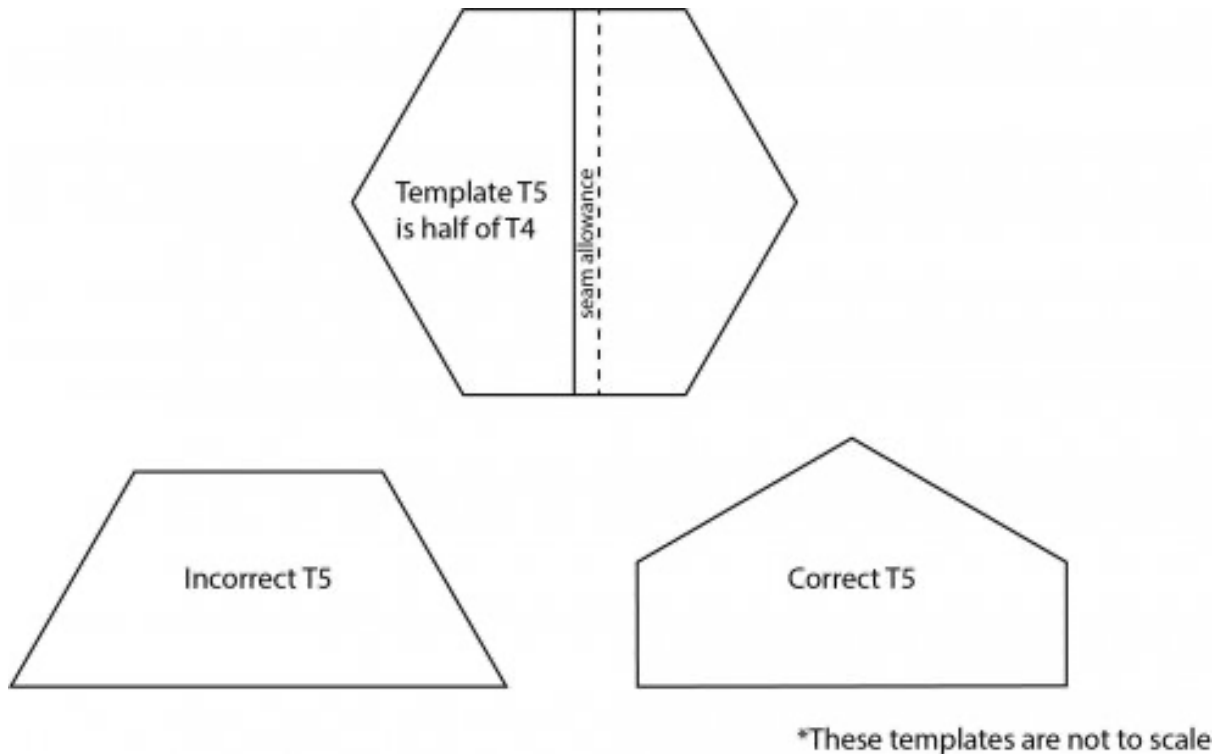 Template T5
is half of T4
seam allowance
Incorrect T5
Correct T5
*These templates are not to scale